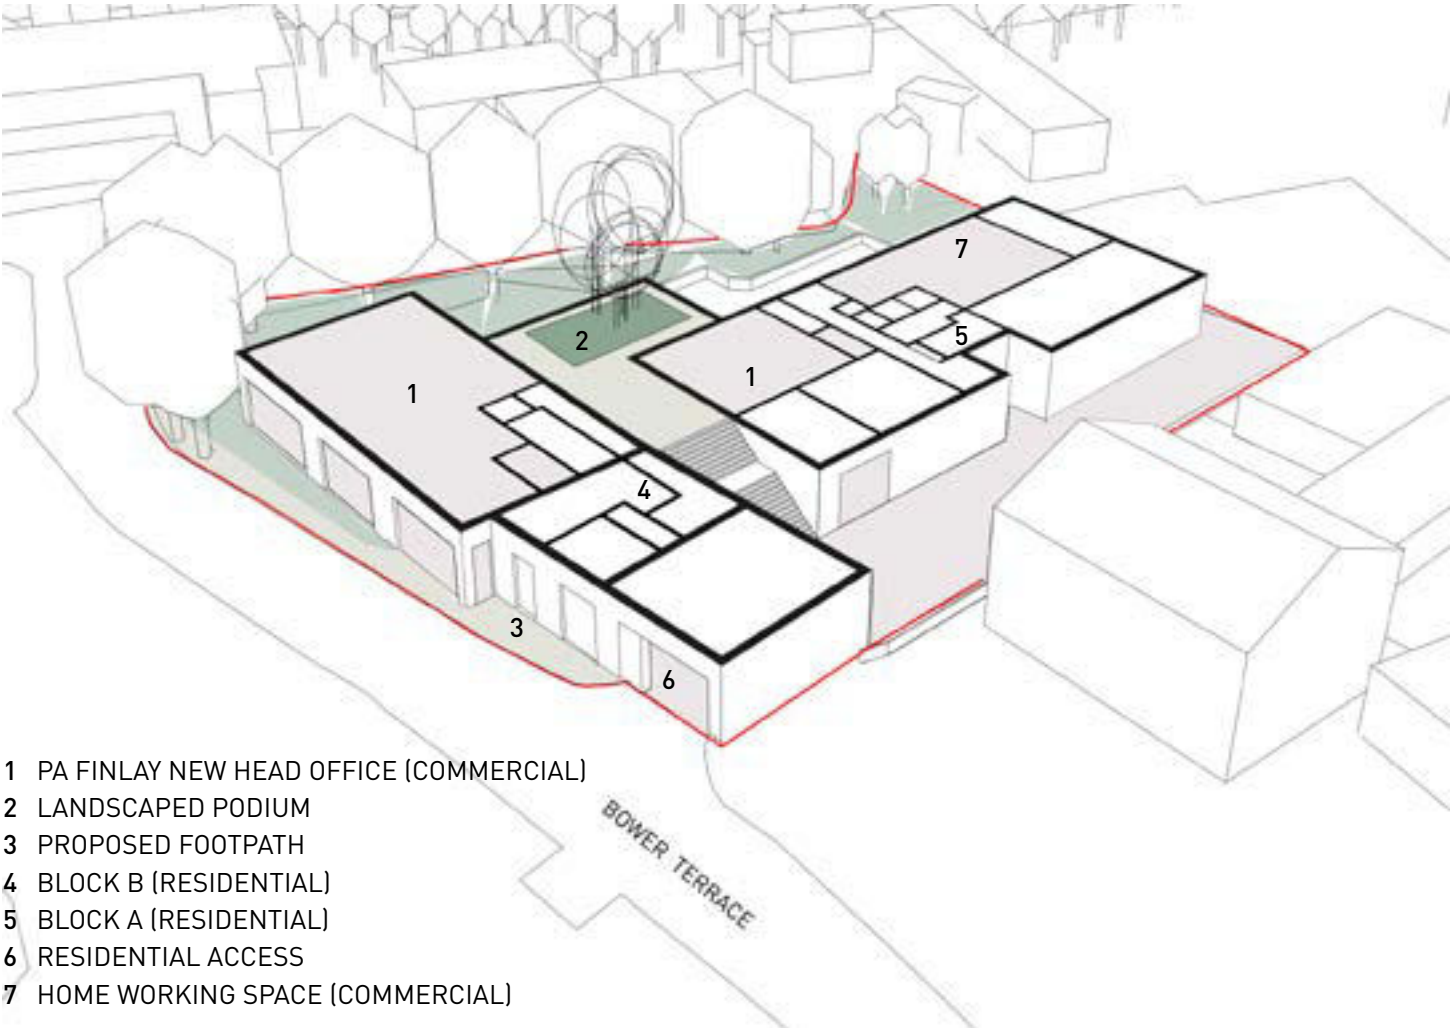 7
2
5
1
1
4
3
6
1 PA FINLAY NEW HEAD OFFICE (COMMERCIAL)
2 LANDSCAPED PODIUM
3 PROPOSED FOOTPATH
4 BLOCK B (RESIDENTIAL)
5 BLOCK A (RESIDENTIAL)
6 RESIDENTIAL ACCESS
7 HOME WORKING SPACE (COMMERCIAL)
BOWER TERRACE